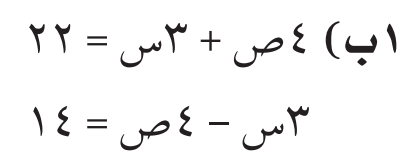 ١ب) ٤ص + ٣س = ٢٢
٣س − ٤ص = ١٤